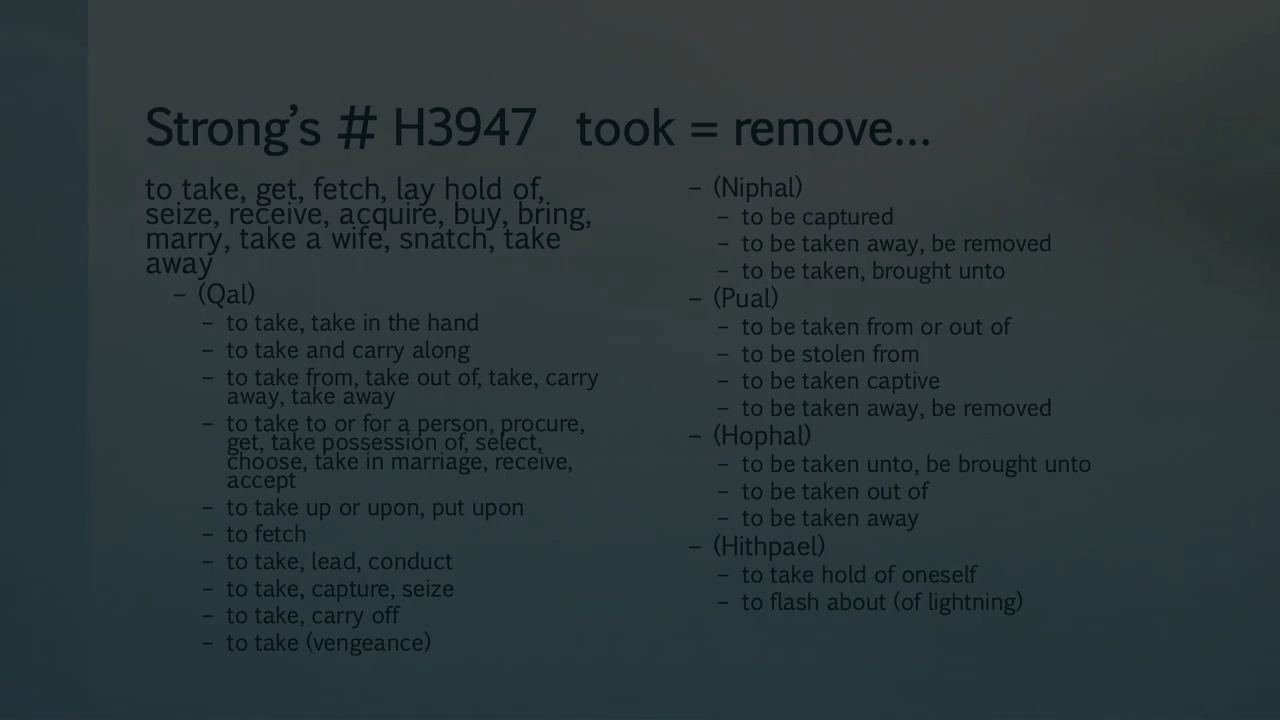 Strong’s # H3947   took = remove...
to take, get, fetch, lay hold of,
seize, receive, acquire, buy, bring,
marry, take a wife, snatch, take
away
– (Qal)
– to take, take in the hand
– to take and carry along
– to take from, take out of, take, carry
away, take away
– to take to or for a person, procure,
get, take possession of, select,
choose, take in marriage, receive,
accept
– to take up or upon, put upon
– to fetch
– to take, lead, conduct
– to take, capture, seize
– to take, carry off
– to take (vengeance)
– (Niphal)
– to be captured
– to be taken away, be removed
– to be taken, brought unto
– (Pual)
– to be taken from or out of
– to be stolen from
– to be taken captive
– to be taken away, be removed
– (Hophal)
– to be taken unto, be brought unto
– to be taken out of
– to be taken away
– (Hithpael)
– to take hold of oneself
– to flash about (of lightning)